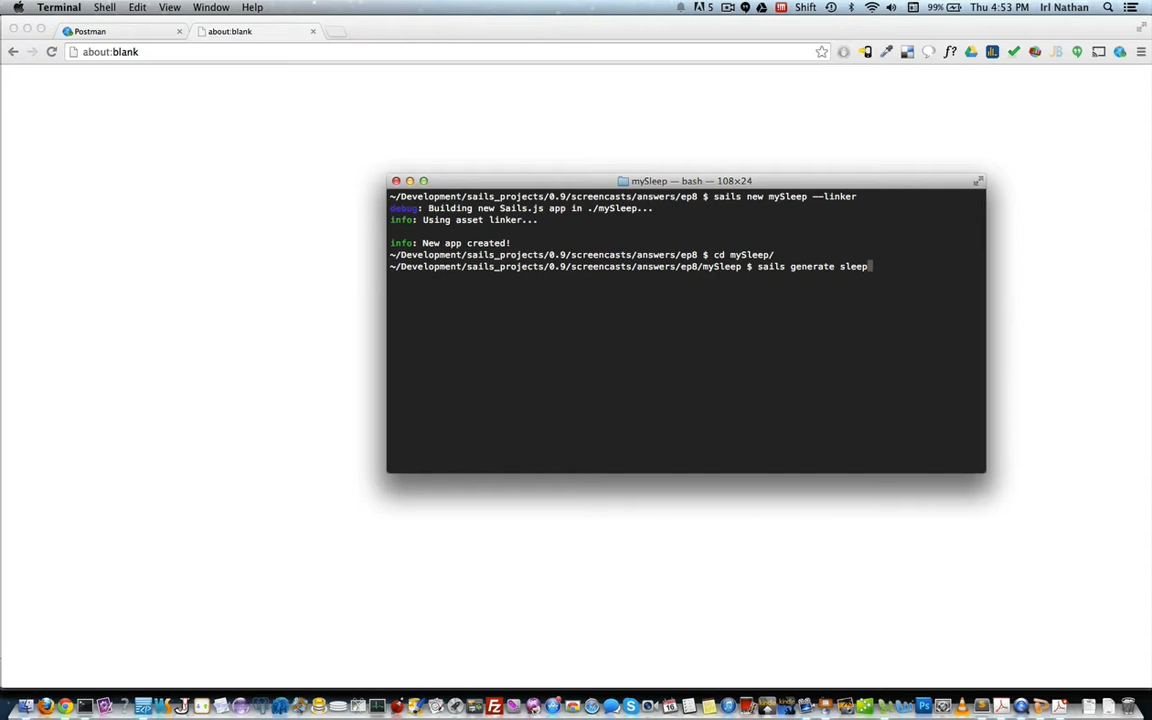 Terminal Shell Edit View Window Help 5 Shift 99% Thu 4:53 PM Irl Nathan
Postman
about:blank
about:blank
f?
JB
mySleep — bash — 108×24
~/Development/sails_projects/0.9/screencasts/answers/ep8 $ sails new mySleep --linker
debug: Building new Sails.js app in ./mySleep...
info: Using asset linker...
info: New app created!
~/Development/sails_projects/0.9/screencasts/answers/ep8 $ cd mySleep/
~/Development/sails_projects/0.9/screencasts/answers/ep8/mySleep $ sails generate sleep